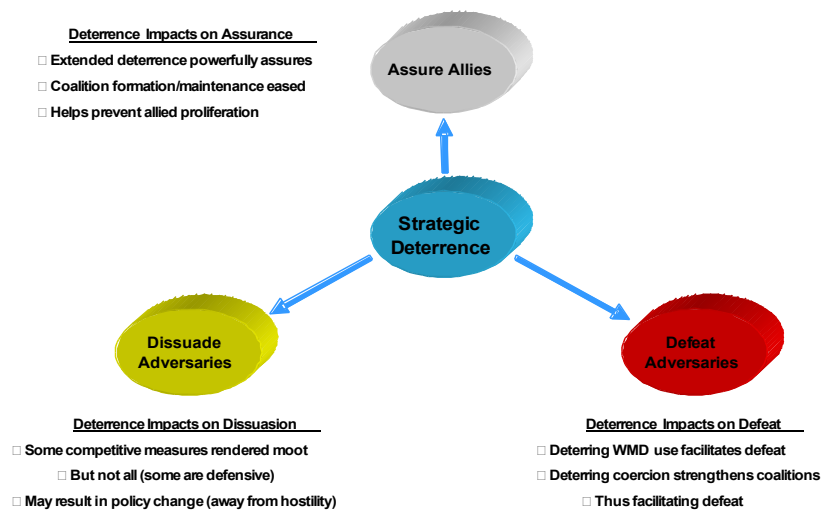 Deterrence Impacts on Assurance
□ Extended deterrence powerfully assures
□ Coalition formation/maintenance eased
□ Helps prevent allied proliferation
Assure Allies
Strategic
Deterrence
Dissuade
Adversaries
Defeat
Adversaries
Deterrence Impacts on Dissuasion
□ Some competitive measures rendered moot
□ But not all (some are defensive)
□ May result in policy change (away from hostility)
Deterrence Impacts on Defeat
□ Deterring WMD use facilitates defeat
□ Deterring coercion strengthens coalitions
□ Thus facilitating defeat